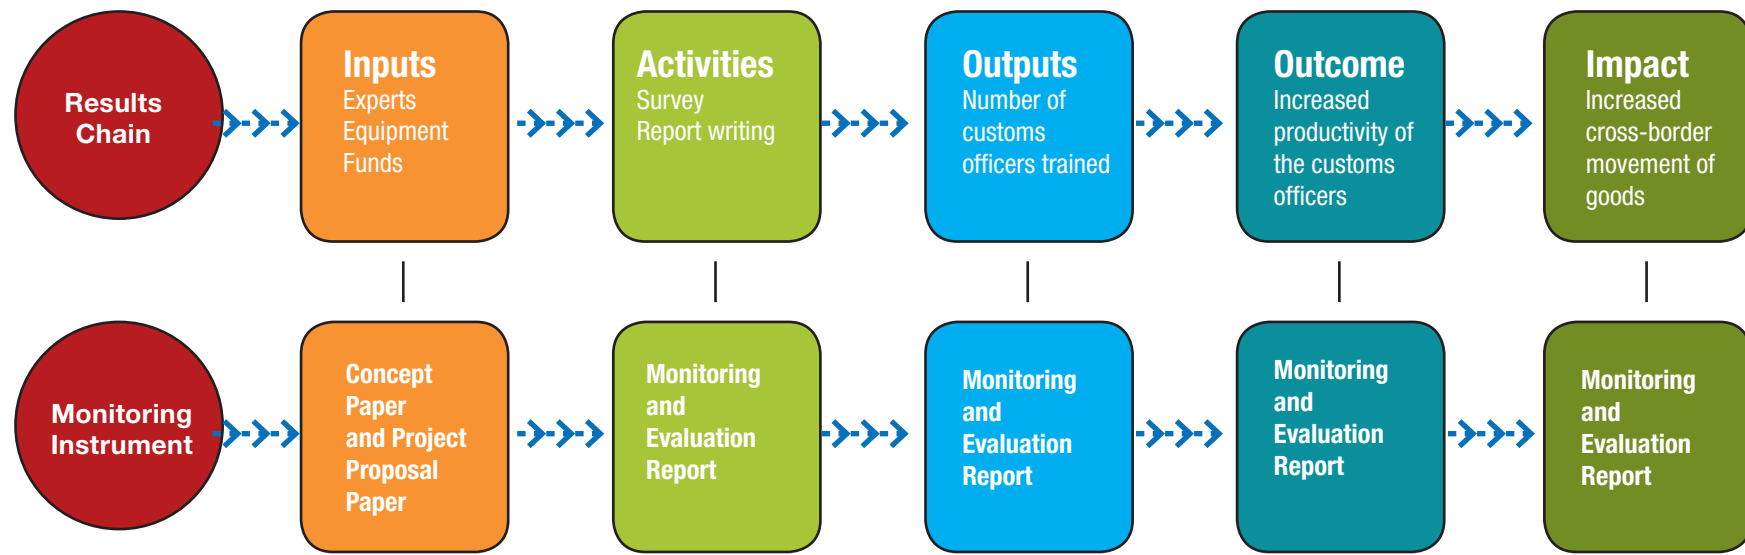 Results
Chain
Inputs
Experts
Equipment
Funds
Activities
Survey
Report writing
Outputs
Number of
customs
officers trained
Outcome
Increased
productivity of
the customs
officers
Impact
Increased
cross-border
movement of
goods
Monitoring
Instrument
Concept
Paper
and Project
Proposal
Paper
Monitoring
and
Evaluation
Report
Monitoring
and
Evaluation
Report
Monitoring
and
Evaluation
Report
Monitoring
and
Evaluation
Report